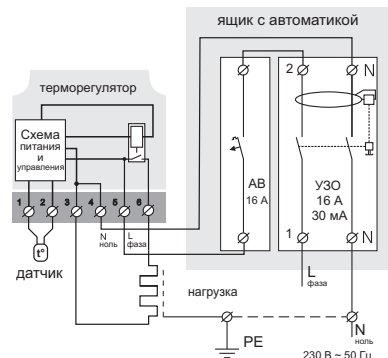 ящик с автоматикой
терморегулятор
Схема
питания
и
управления
1 2 3 4 5 6
N
ноль
L
фаза
t°
датчик
2
N
АВ
16 А
УЗО
16 А
30 мА
1
N
L
фаза
нагрузка
PE
N
ноль
230 В ~ 50 Гц